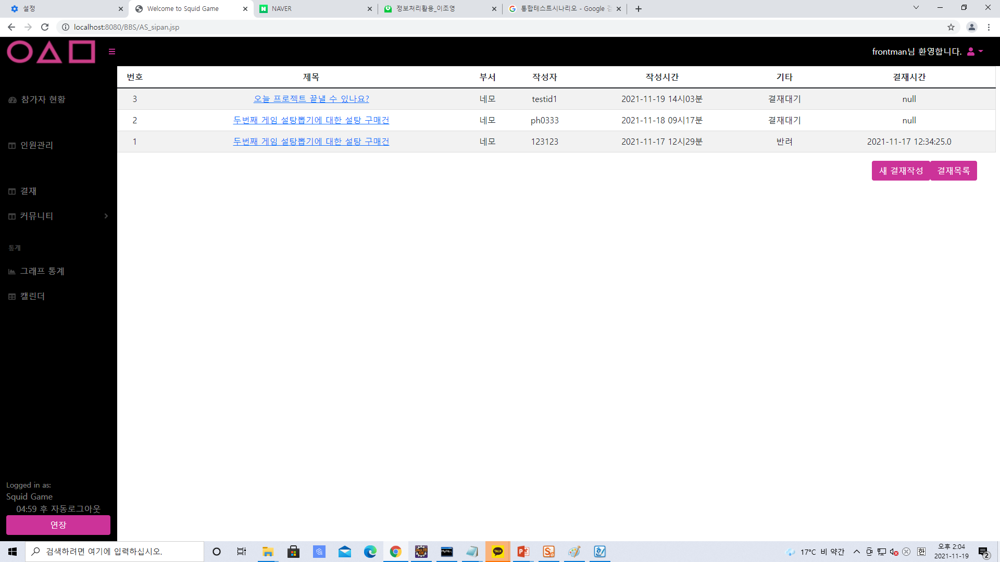 설정
Welcome to Squid Game
NAVER
정보처리활용_이조영
통합테스트시나리오 - Google
localhost:8080/BBS/AS_sipan.jsp
frontman님 환영합니다.
번호 제목 부서 작성자 작성시간 기타 결재시간
3 오늘 프로젝트 끝낼 수 있나요? 네모 testid1 2021-11-19 14시03분 결재대기 null
2 두번째 게임 설탕뽑기에 대한 설탕 구매건 네모 ph0333 2021-11-18 09시17분 결재대기 null
1 두번째 게임 설탕뽑기에 대한 설탕 구매건 네모 123123 2021-11-17 12시29분 반려 2021-11-17 12:34:25.0
새 결재작성 결재목록
참가자 현황
인원관리
결재
커뮤니티
통계
그래프 통계
캘린더
Logged in as:
Squid Game
04:59 후 자동로그아웃
연장
검색하려면 여기에 입력하십시오.
TALK
17°C 비 약간
한
오후 2:04
2021-11-19
2